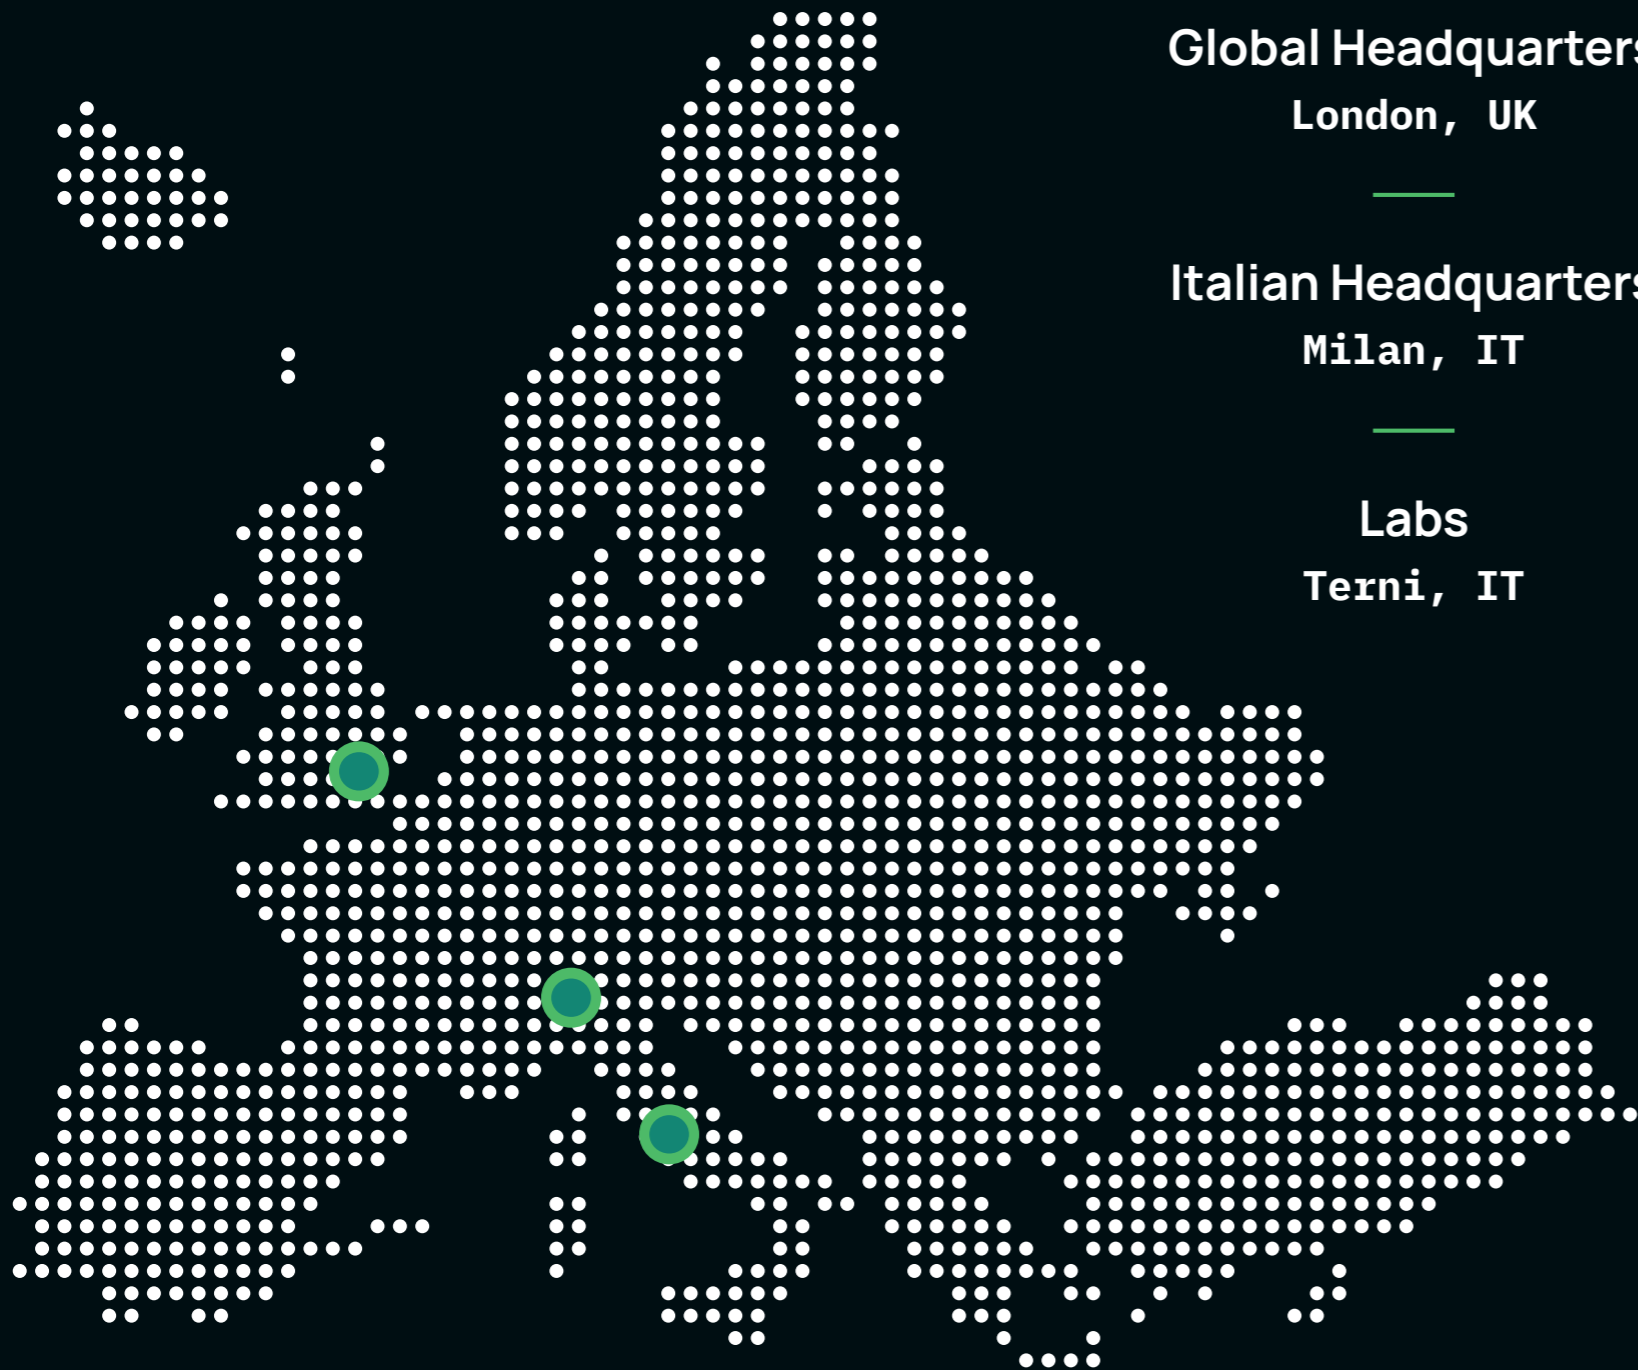 Global Headquarters
London, UK
Italian Headquarters
Milan, IT
Labs
Terni, IT